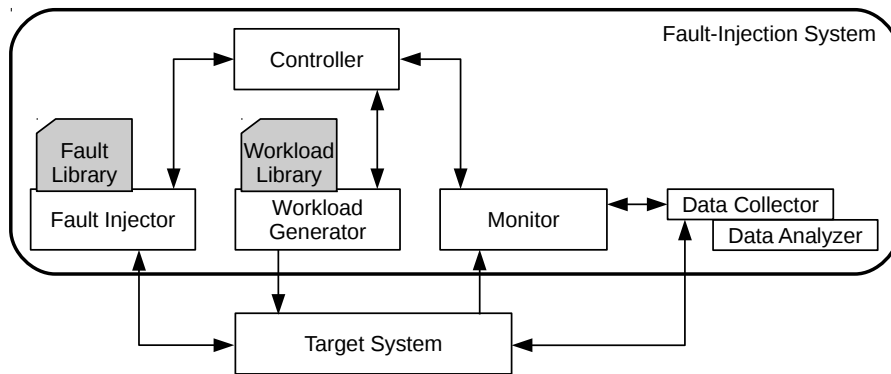 Fault-Injection System
Controller
Fault
Library
Workload
Library
Fault Injector
Workload
Generator
Monitor
Data Collector
Data Analyzer
Target System